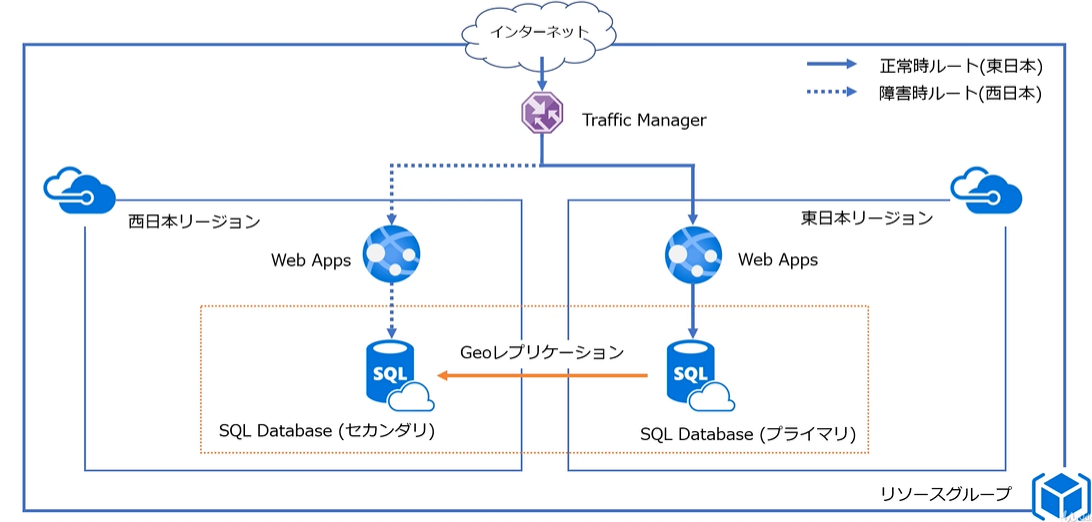 インターネット
正常時ルート(東日本)
障害時ルート(西日本)
Traffic Manager
西日本リージョン
東日本リージョン
Web Apps
Web Apps
Geoレプリケーション
SQL
SQL
SQL Database (セカンダリ)
SQL Database (プライマリ)
リソースグループ